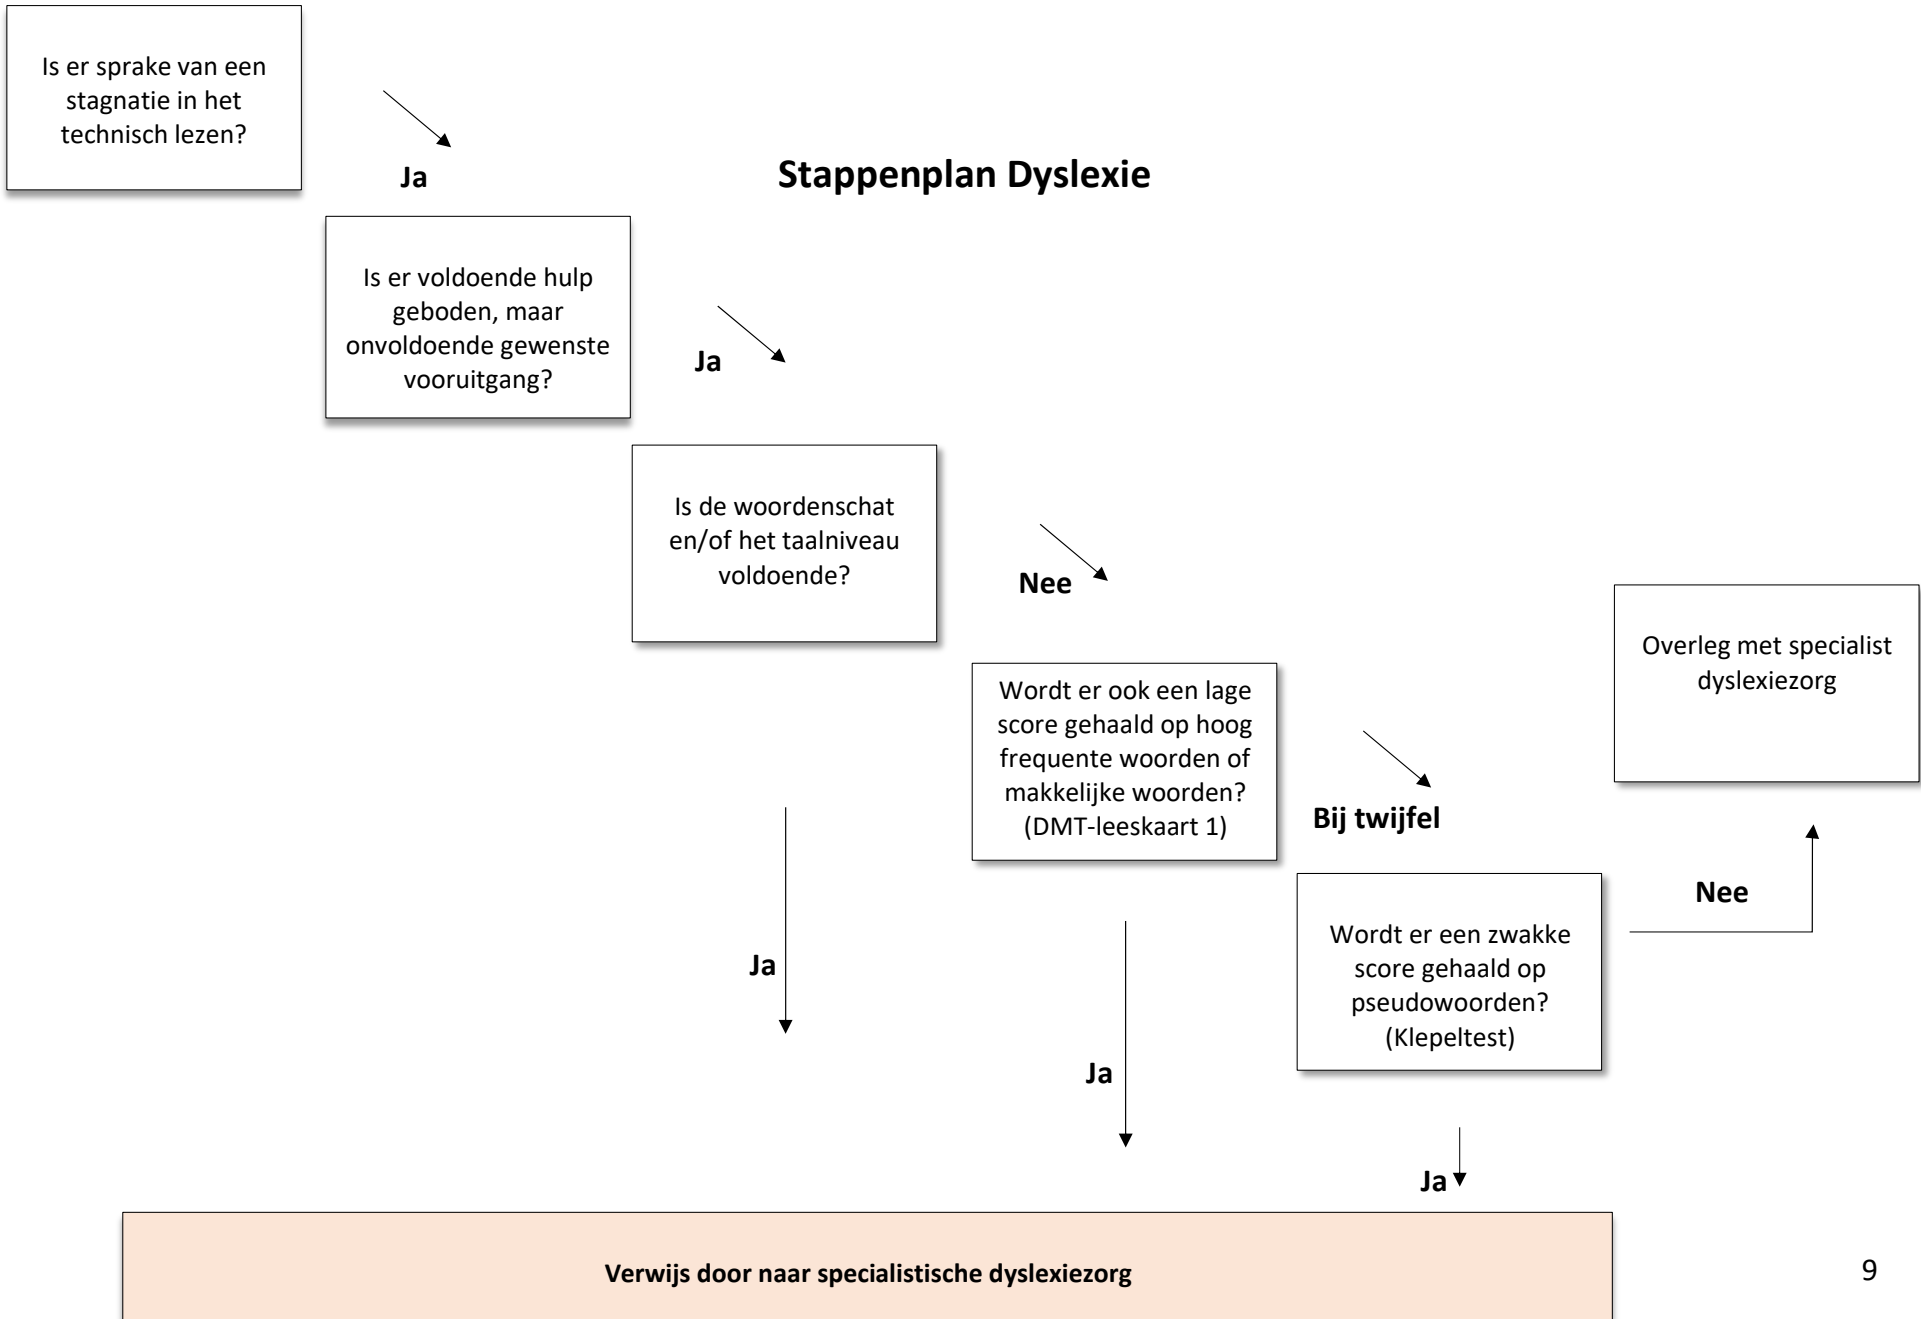 Is er sprake van een
stagnatie in het
technisch lezen?
Ja
Stappenplan Dyslexie
Is er voldoende hulp
geboden, maar
onvoldoende gewenste
vooruitgang?
Ja
Is de woordenschat
en/of het taalniveau
voldoende?
Nee
Overleg met specialist
dyslexiezorg
Wordt er ook een lage
score gehaald op hoog
frequente woorden of
makkelijke woorden?
(DMT-leeskaart 1)
Bij twijfel
Nee
Wordt er een zwakke
score gehaald op
pseudowoorden?
(Klepeltest)
Ja
Ja
Ja
Verwijs door naar specialistische dyslexiezorg
9